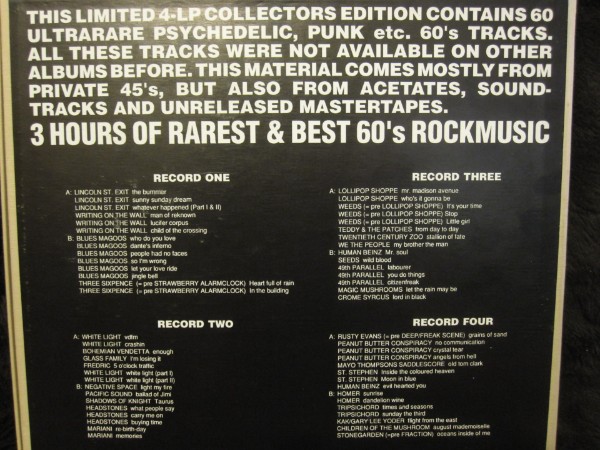 THIS LIMITED 4-LP COLLECTORS EDITION CONTAINS 60
ULTRARARE PSYCHEDELIC, PUNK etc. 60's TRACKS.
ALL THESE TRACKS WERE NOT AVAILABLE ON OTHER
ALBUMS BEFORE. THIS MATERIAL COMES MOSTLY FROM
PRIVATE 45's, BUT ALSO FROM ACETATES, SOUND-
TRACKS AND UNRELEASED MASTERTAPES.
3 HOURS OF RAREST & BEST 60's ROCKMUSIC
RECORD ONE
A: LINCOLN ST. EXIT the bummer
LINCOLN ST. EXIT sunny sunday dream
LINCOLN ST. EXIT whatever happened (Part I & II)
WRITING ON THE WALL man of reknown
WRITING ON THE WALL lucifer corpus
WRITING ON THE WALL child of the crossing
B: BLUES MAGOOS who do you love
BLUES MAGOOS dante's inferno
BLUES MAGOOS people had no faces
BLUES MAGOOS so I'm wrong
BLUES MAGOOS let your love ride
BLUES MAGOOS jingle bell
THREE SIXPENCE (= pre STRAWBERRY ALARMCLOCK) Heart full of rain
THREE SIXPENCE (= pre STRAWBERRY ALARMCLOCK) In the building
RECORD TWO
A: WHITE LIGHT vdtrn
WHITE LIGHT crashin
BOHEMIAN VENDETTA enough
GLASS FAMILY I'm losing it
FREDRIC 5 o'clock traffic
WHITE LIGHT white light (part I)
WHITE LIGHT white light (part II)
B: NEGATIVE SPACE light my fire
PACIFIC SOUND ballad of Jimi
SHADOWS OF KNIGHT Taurus
HEADSTONES what people say
HEADSTONES carry me on
HEADSTONES buying time
MARIANI re-birth-day
MARIANI memories
RECORD THREE
A: LOLLIPOP SHOPPE mr. madison avenue
LOLLIPOP SHOPPE who's it gonna be
WEEDS (= pre LOLLIPOP SHOPPE) It's your time
WEEDS (= pre LOLLIPOP SHOPPE) Stop
WEEDS (= pre LOLLIPOP SHOPPE) Little girl
TEDDY & THE PATCHES from day to day
TWENTIETH CENTURY ZOO stallion of fate
WE THE PEOPLE my brother the man
B: HUMAN BEINZ Mr. soul
SEEDS wild blood
49th PARALLEL labourer
49th PARALLEL you do things
49th PARALLEL citizenfreak
MAGIC MUSHROOMS let the rain may be
CROME SYRCUS lord in black
RECORD FOUR
A: RUSTY EVANS (= pre DEEP/FREAK SCENE) grains of sand
PEANUT BUTTER CONSPIRACY no communication
PEANUT BUTTER CONSPIRACY crystal tear
PEANUT BUTTER CONSPIRACY angels from hell
MAYO THOMPSONS SADDLESCORE old tom clark
ST. STEPHEN Inside the coloured heaven
ST. STEPHEN Moon in blue
HUMAN BEINZ evil hearted you
B: HOMER sunrise
HOMER dandelion wine
TRIPSICHORD times and seasons
TRIPSICHORD sunday the third
KAK/GARY LEE YODER flight from the east
CHILDREN OF THE MUSHROOM august mademoiselle
STONEGARDEN (= pre FRACTION) oceans inside of me